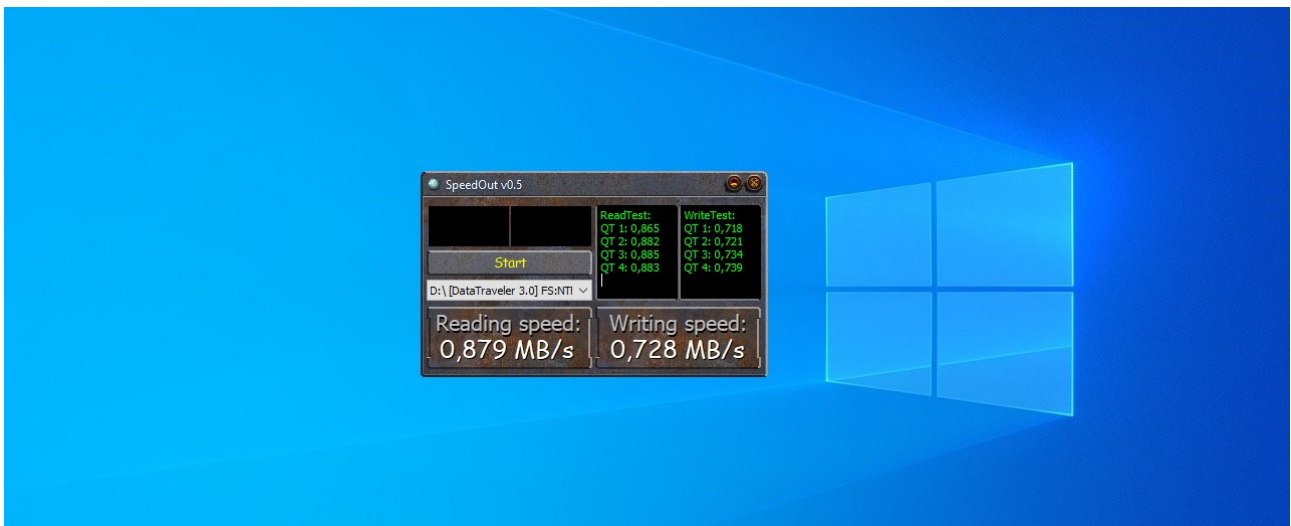 SpeedOut v0.5
Start
D:\ [DataTraveler 3.0] FS:NTI
ReadTest:
QT 1: 0,865
QT 2: 0,882
QT 3: 0,885
QT 4: 0,883
WriteTest:
QT 1: 0,718
QT 2: 0,721
QT 3: 0,734
QT 4: 0,739
Reading speed:
0,879 MB/s
Writing speed:
0,728 MB/s